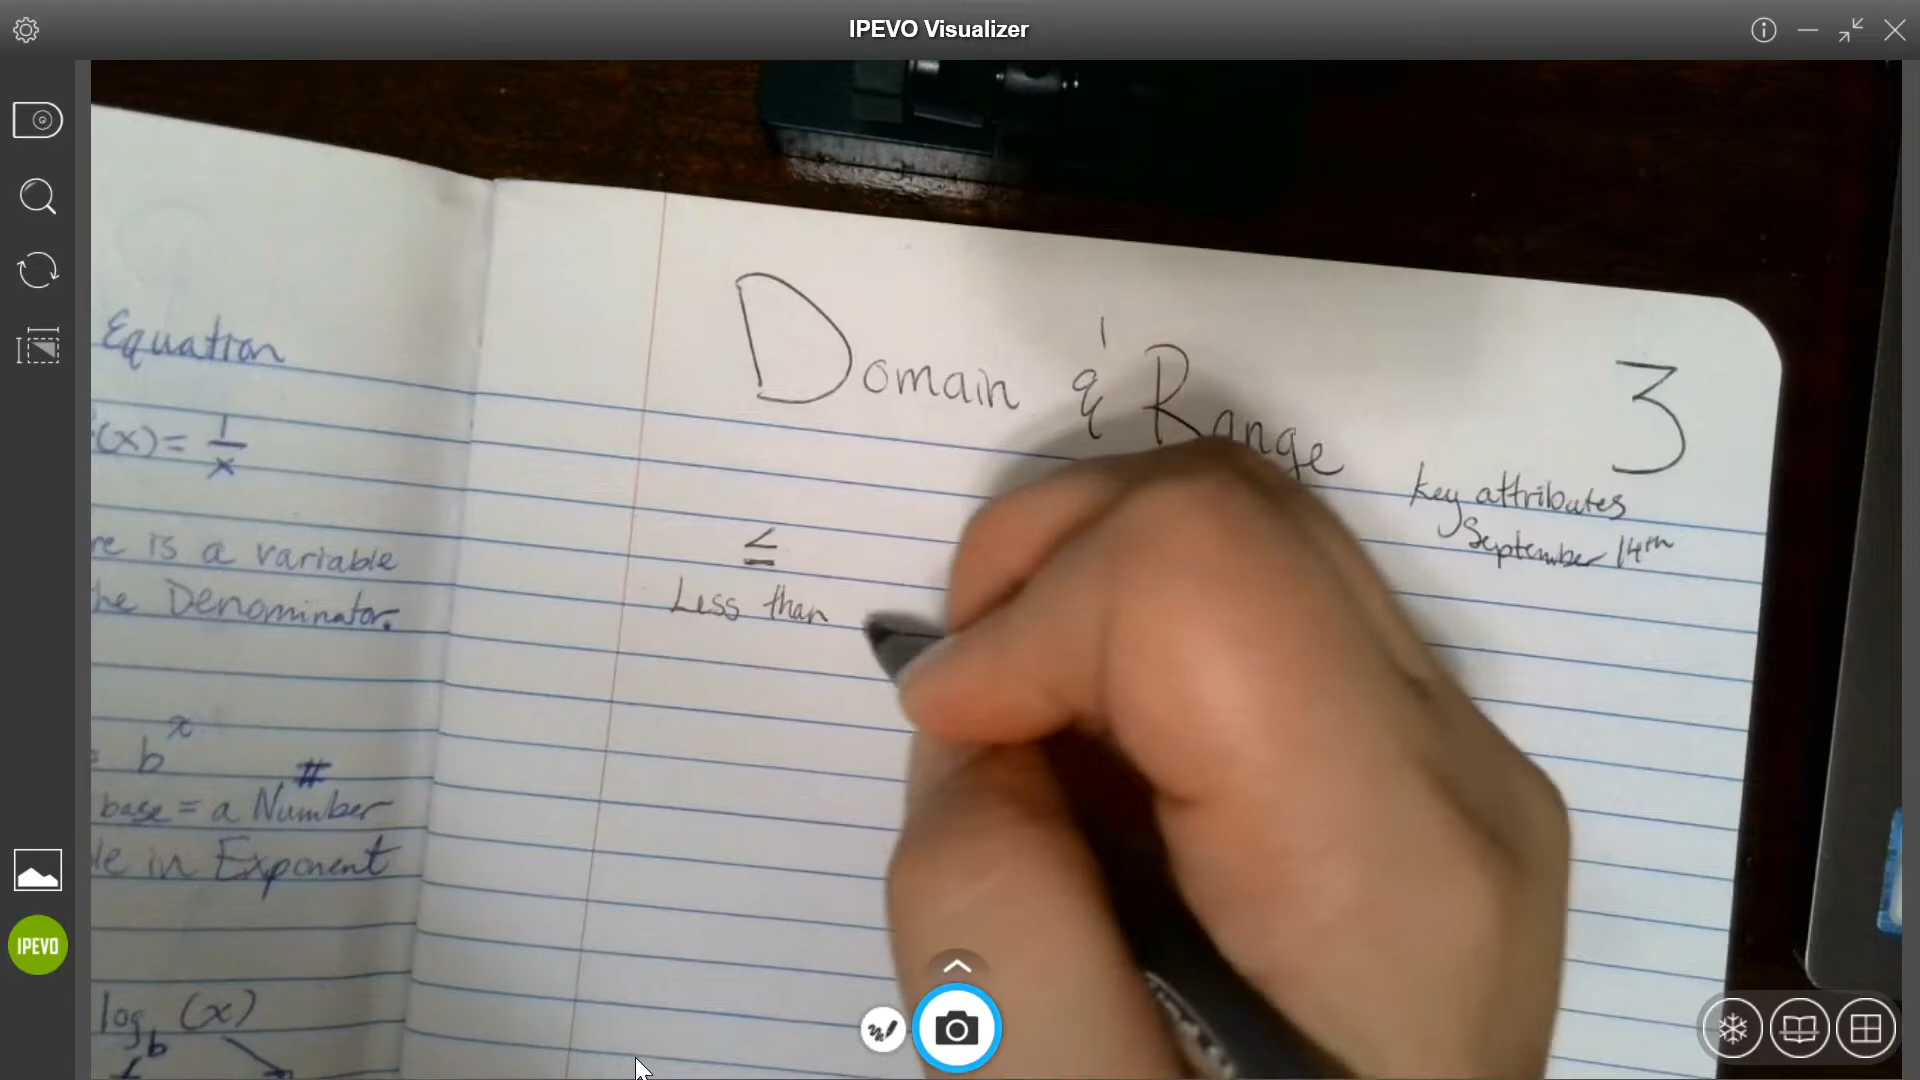 IPEVO Visualizer
Equation
(x) = 1/x
re is a variable
he Denominator.
= b^x
#
base = a Number
le in Exponent
log_b (x)
Domain & Range
3
Key attributes
September 14th
≤
Less than
IPEVO